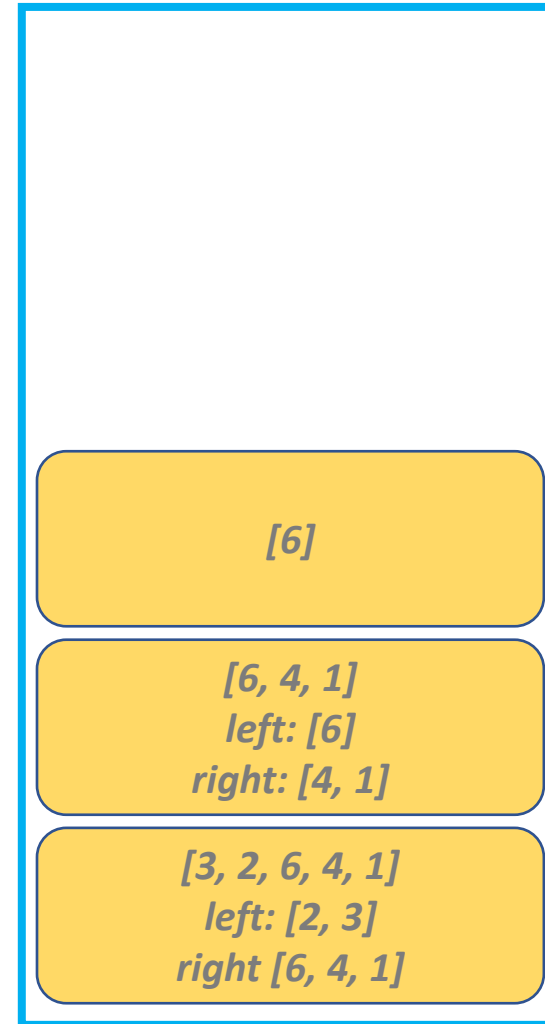 [6]
[6, 4, 1]
left: [6]
right: [4, 1]
[3, 2, 6, 4, 1]
left: [2, 3]
right [6, 4, 1]